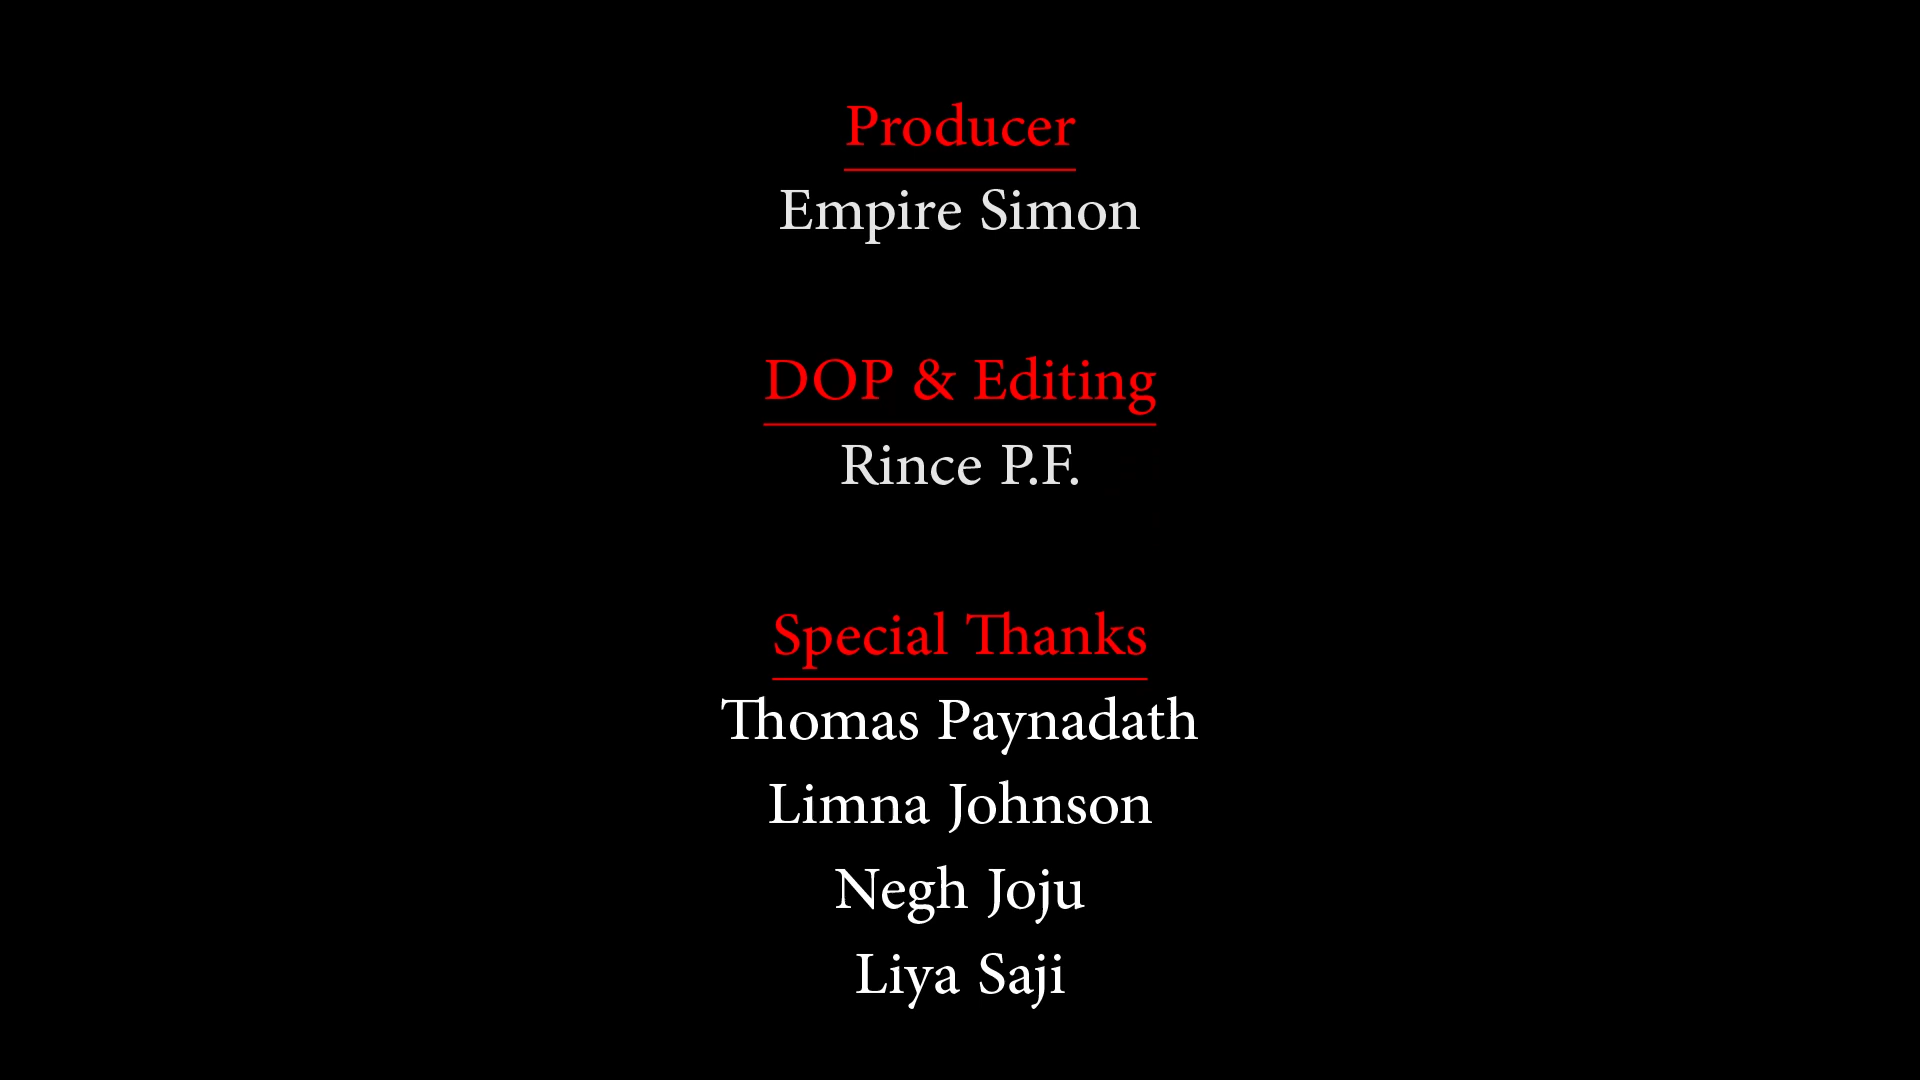 Producer
Empire Simon
DOP & Editing
Rince P.F.
Special Thanks
Thomas Paynadath
Limna Johnson
Negh Joju
Liya Saji